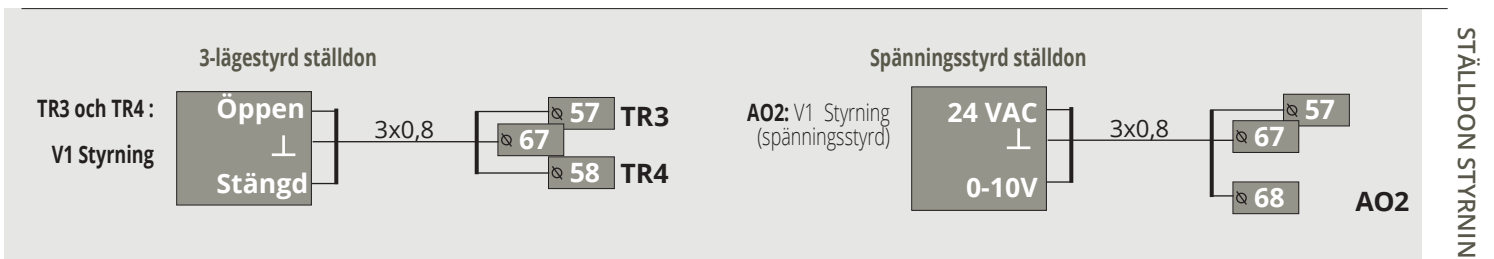 3-lägestyrd ställdon
TR3 och TR4 :
V1 Styrning
Öppen
⊥
Stängd
3x0,8
57 TR3
67
58 TR4
Spänningsstyrd ställdon
AO2: V1 Styrning
(spänningsstyrd)
24 VAC
⊥
0-10V
3x0,8
57
67
68
AO2
STÄLLDON STYRNIN